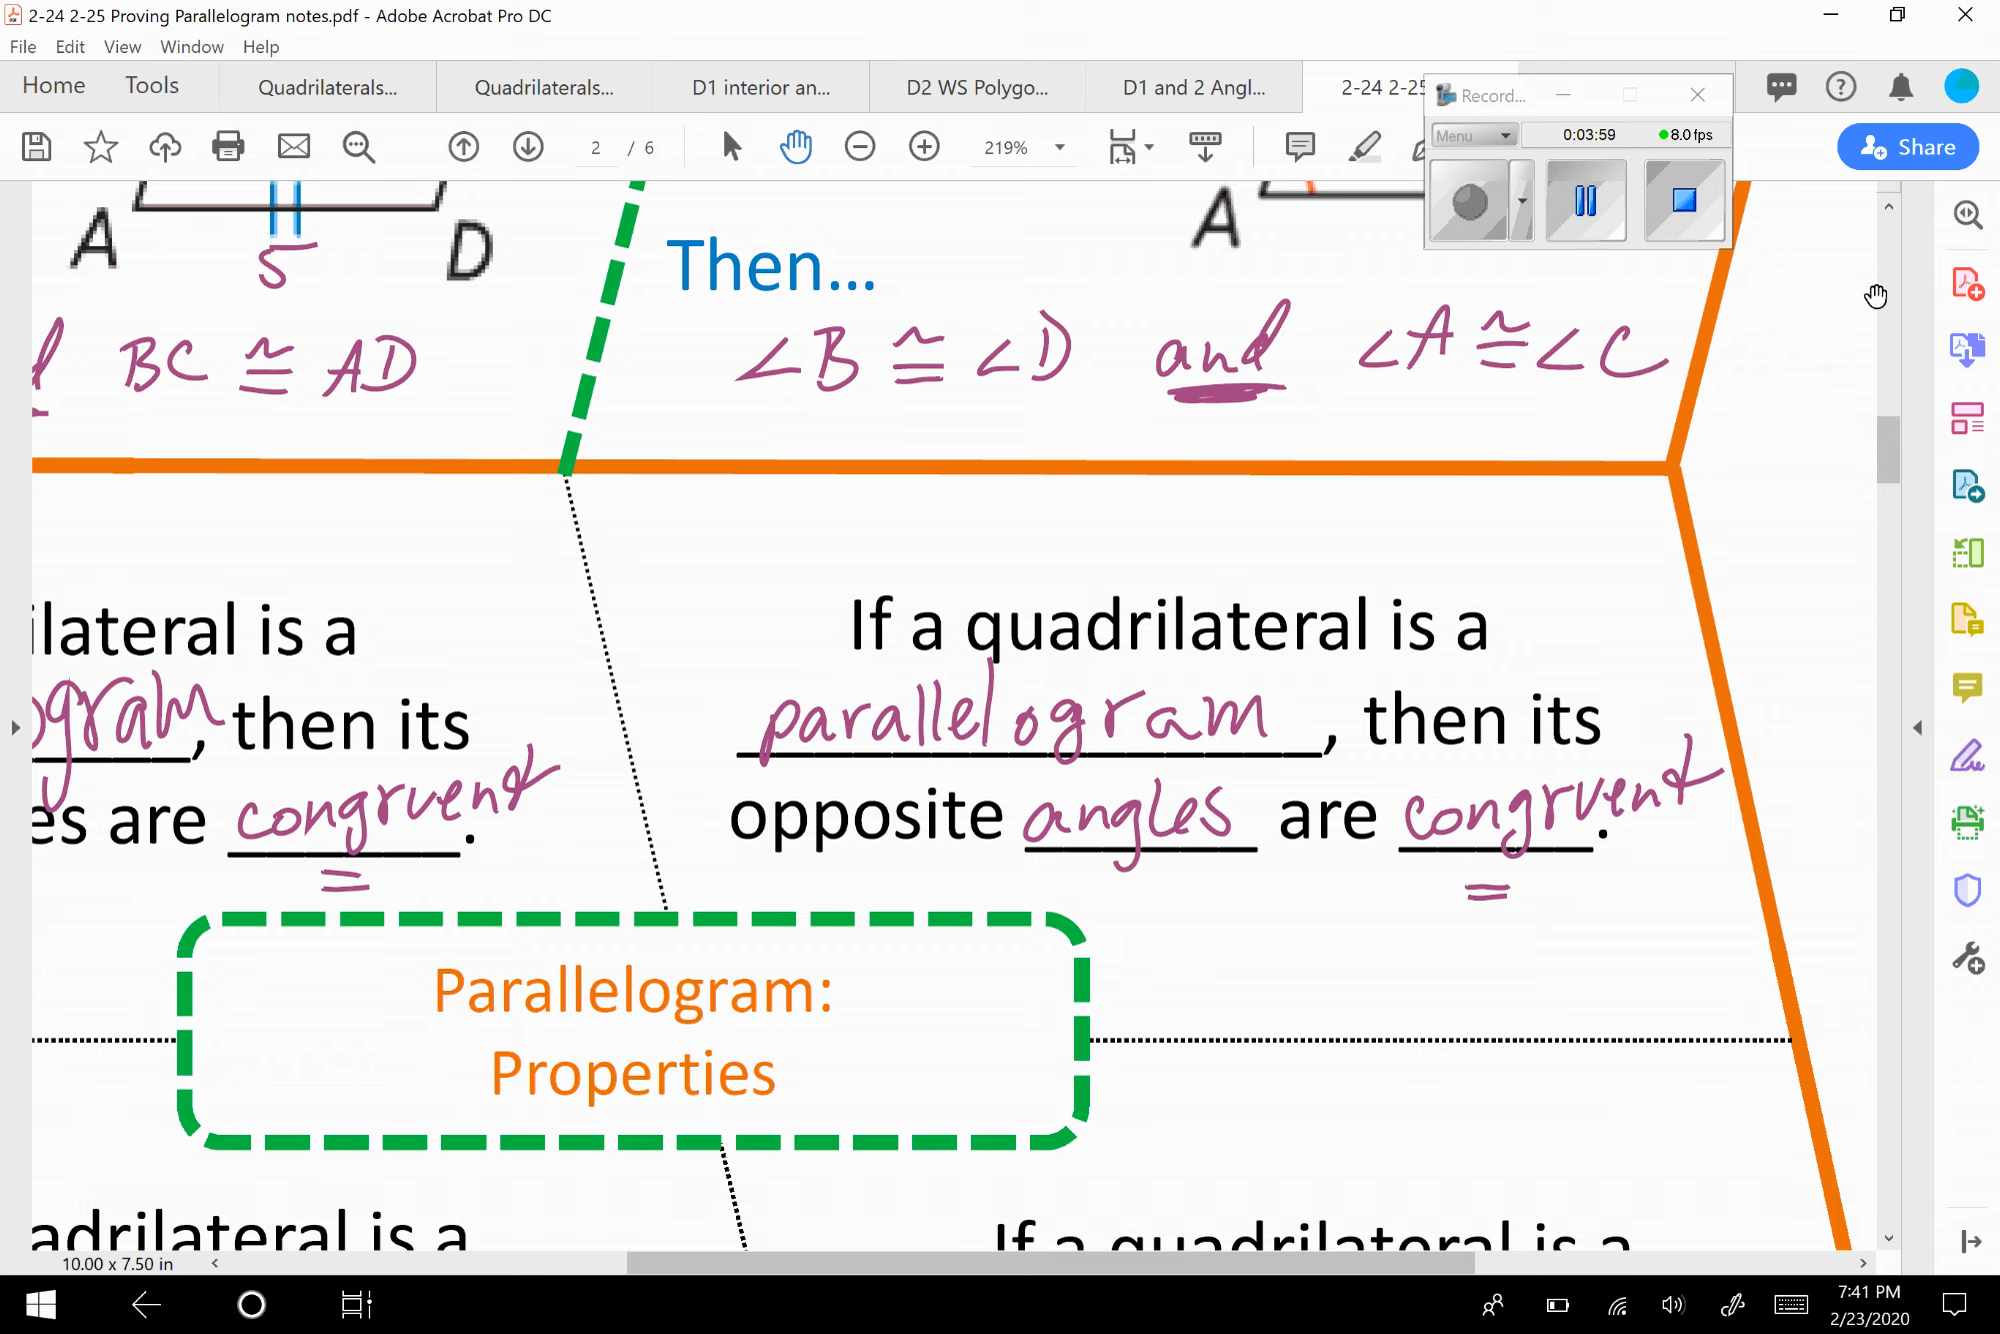 2-24 2-25 Proving Parallelogram notes.pdf - Adobe Acrobat Pro DC
File Edit View Window Help
Home Tools Quadrilaterals... Quadrilaterals... D1 interior an... D2 WS Polygo... D1 and 2 Angl... 2-24 2-25
Record...
Menu 0:03:59 8.0 fps
2 / 6 219% Share
A 5 D
A
Then...
BC ≅ AD
∠B ≅ ∠D and ∠A ≅ ∠C
ilateral is a
ogram, then its
es are congruent.
=
If a quadrilateral is a
parallelogram, then its
opposite angles are congruent.
=
Parallelogram:
Properties
adrilateral is a
If a quadrilateral is a
10.00 x 7.50 in
7:41 PM
2/23/2020